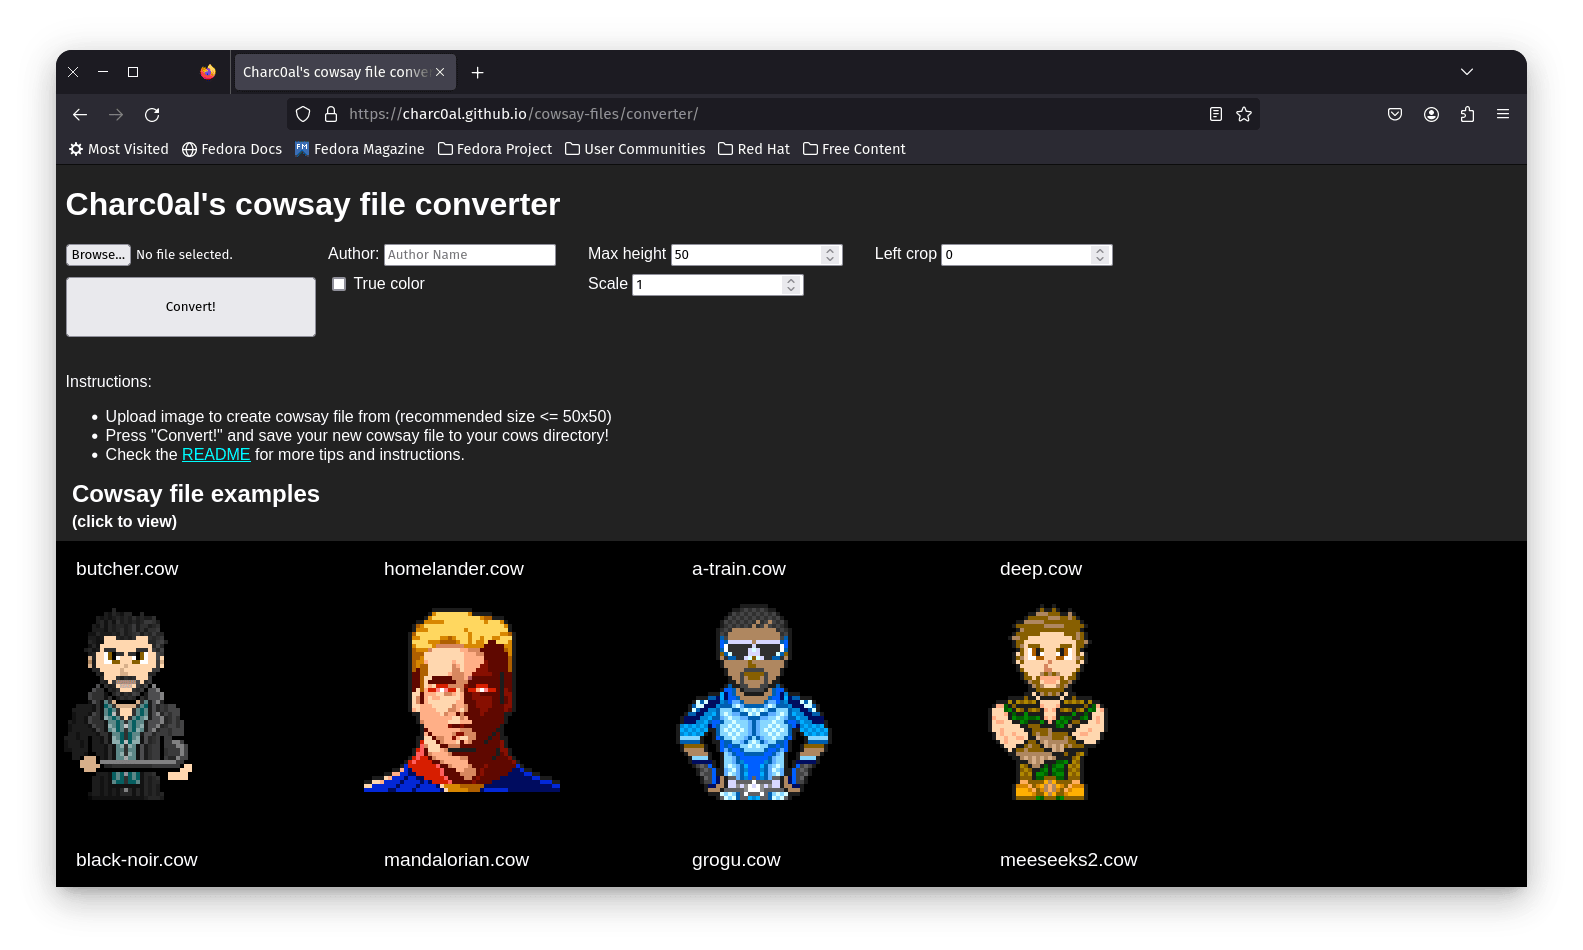 Charc0al's cowsay file conver
https://charc0al.github.io/cowsay-files/converter/
Most Visited Fedora Docs FM Fedora Magazine Fedora Project User Communities Red Hat Free Content
Charc0al's cowsay file converter
Browse... No file selected. Author: Author Name Max height 50 Left crop 0
Convert! True color Scale 1
Instructions:
• Upload image to create cowsay file from (recommended size <= 50x50)
• Press "Convert!" and save your new cowsay file to your cows directory!
• Check the README for more tips and instructions.
Cowsay file examples
(click to view)
butcher.cow homelander.cow a-train.cow deep.cow
black-noir.cow mandalorian.cow grogu.cow meeseeks2.cow